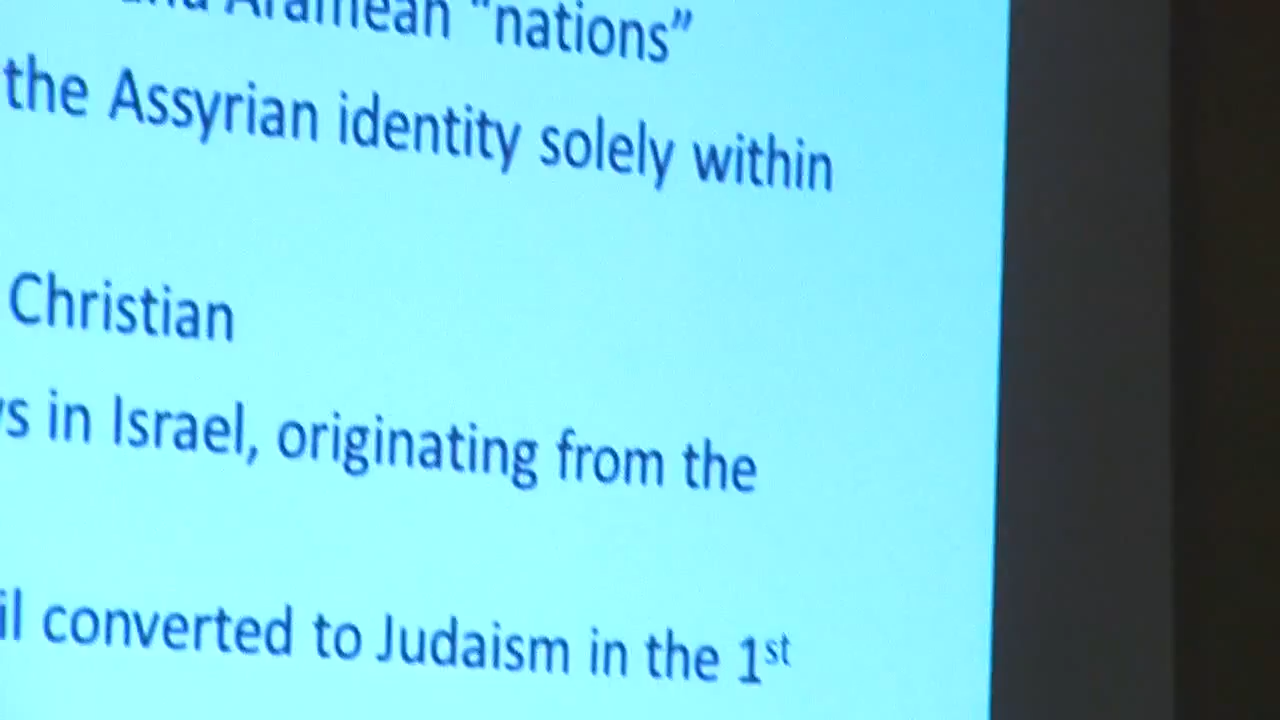 and Aramean "nations”
the Assyrian identity solely within
Christian
in Israel, originating from the
converted to Judaism in the 1st